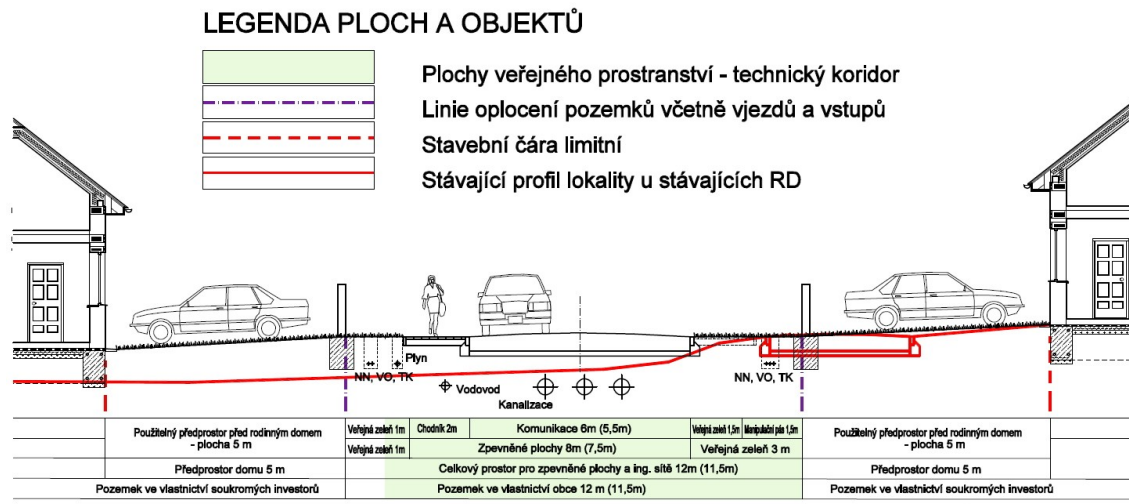 LEGENDA PLOCH A OBJEKTŮ
Plochy veřejného prostranství - technický koridor
Linie oplocení pozemků včetně vjezdů a vstupů
Stavební čára limitní
Stávající profil lokality u stávajících RD
Plyn
NN, VO, TK
NN, VO, TK
Vodovod
Kanalizace
Použitelný předprostor před rodinným domem
- plocha 5 m
Veřejná zeleň 1m
Chodník 2m
Komunikace 6m (5,5m)
Veřejná zeleň 1,5m
Manipulační pás 1,5m
Použitelný předprostor před rodinným domem
- plocha 5 m
Veřejná zeleň 1m
Zpevněné plochy 8m (7,5m)
Veřejná zeleň 3 m
Předprostor domu 5 m
Celkový prostor pro zpevněné plochy a ing. sítě 12m (11,5m)
Předprostor domu 5 m
Pozemek ve vlastnictví soukromých investorů
Pozemek ve vlastnictví obce 12 m (11,5m)
Pozemek ve vlastnictví soukromých investorů